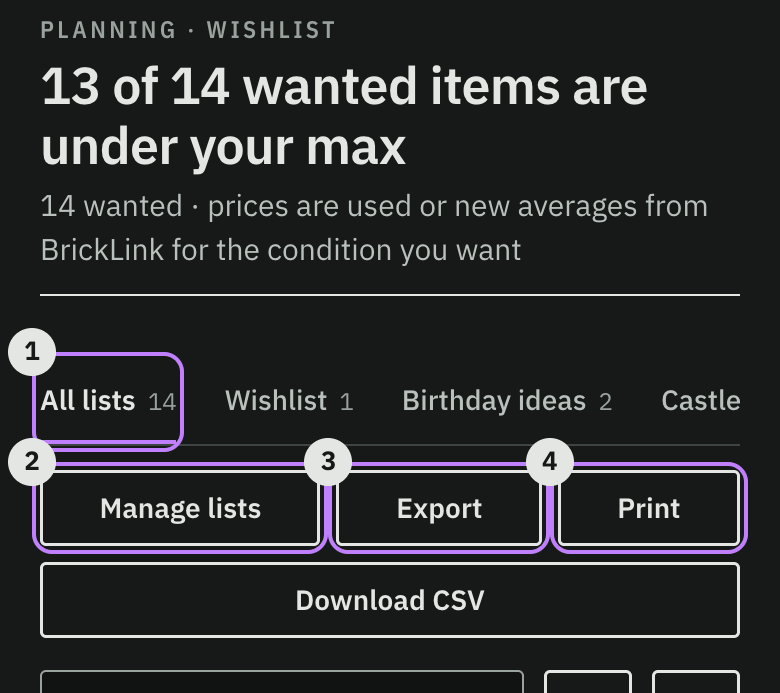 PLANNING · WISHLIST
13 of 14 wanted items are
under your max
14 wanted · prices are used or new averages from
BrickLink for the condition you want
1
All lists 14 Wishlist 1 Birthday ideas 2 Castle
2 3 4
Manage lists Export Print
Download CSV